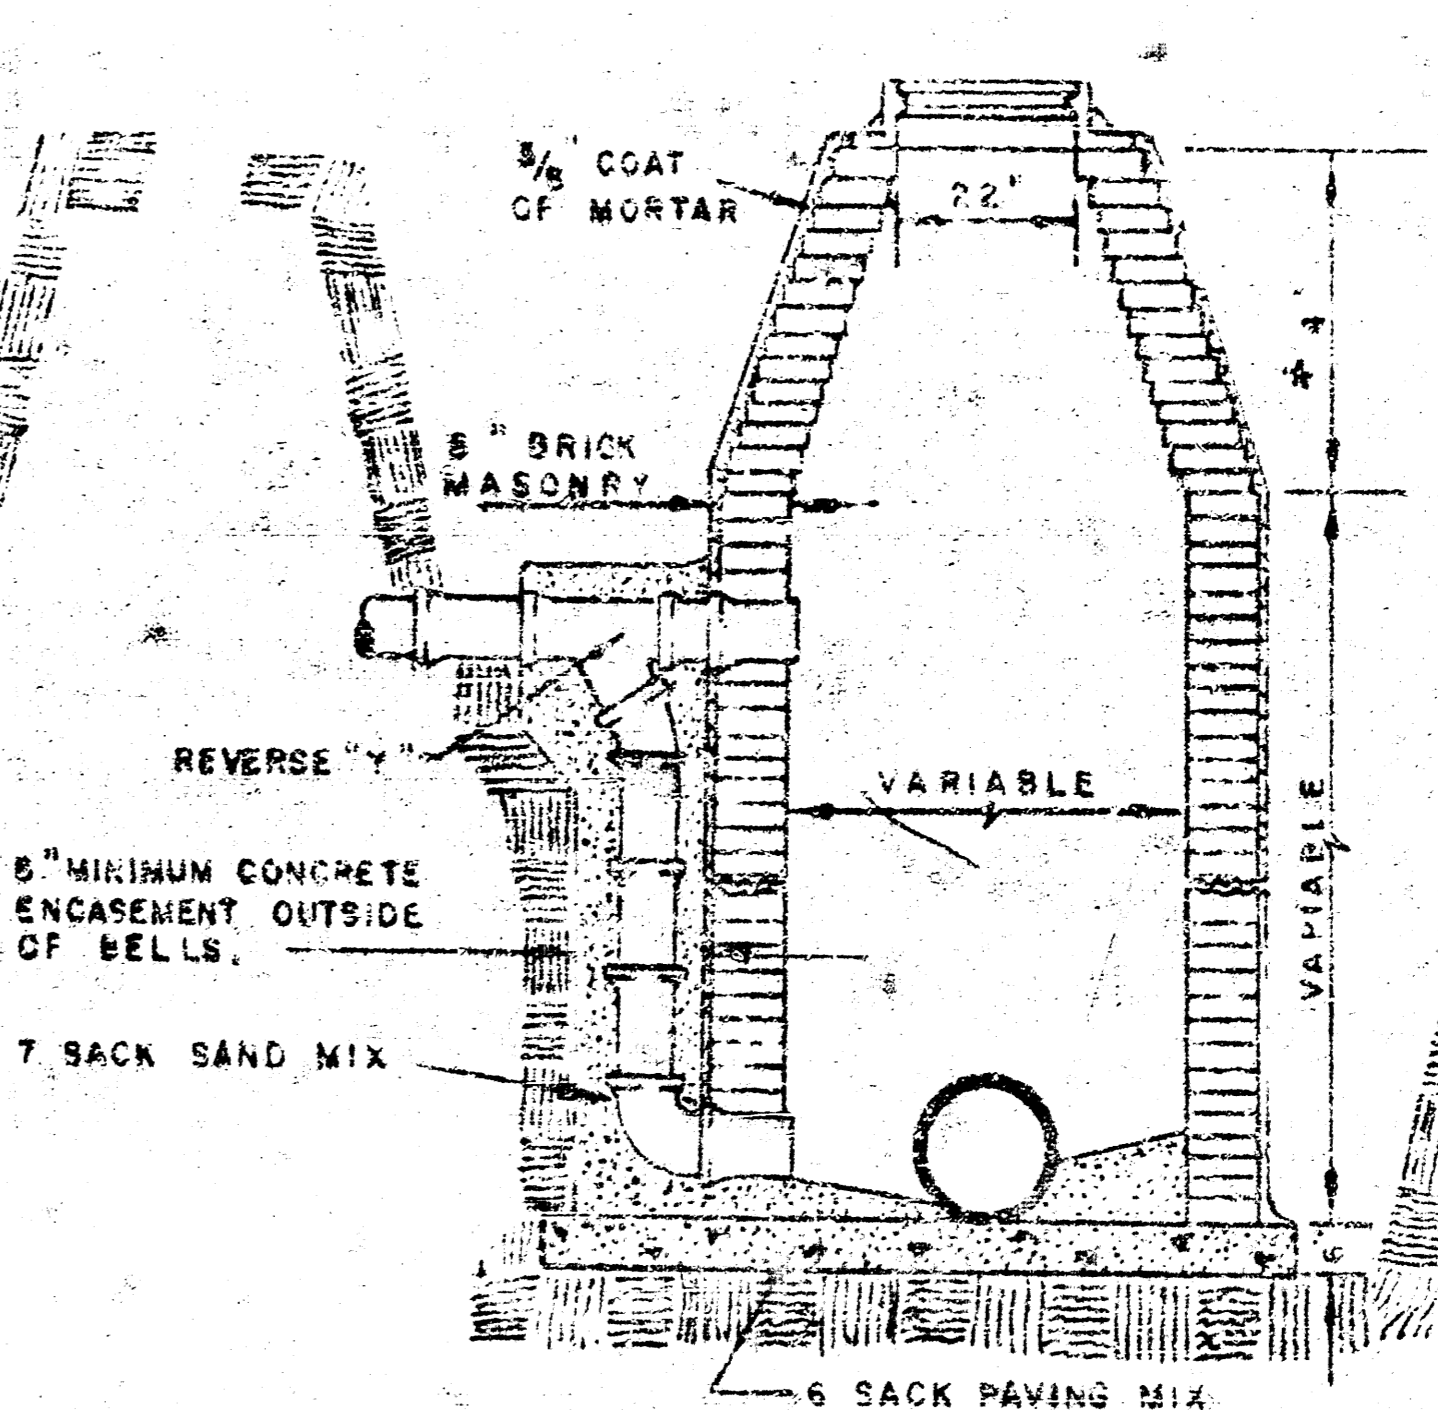 5/8" COAT
OF MORTAR
22"
8" BRICK
MASONRY
REVERSE "Y"
VARIABLE
VARIABLE
6" MINIMUM CONCRETE
ENCASEMENT OUTSIDE
OF BELLS.
7 SACK SAND MIX
6
6 SACK PAVING MIX